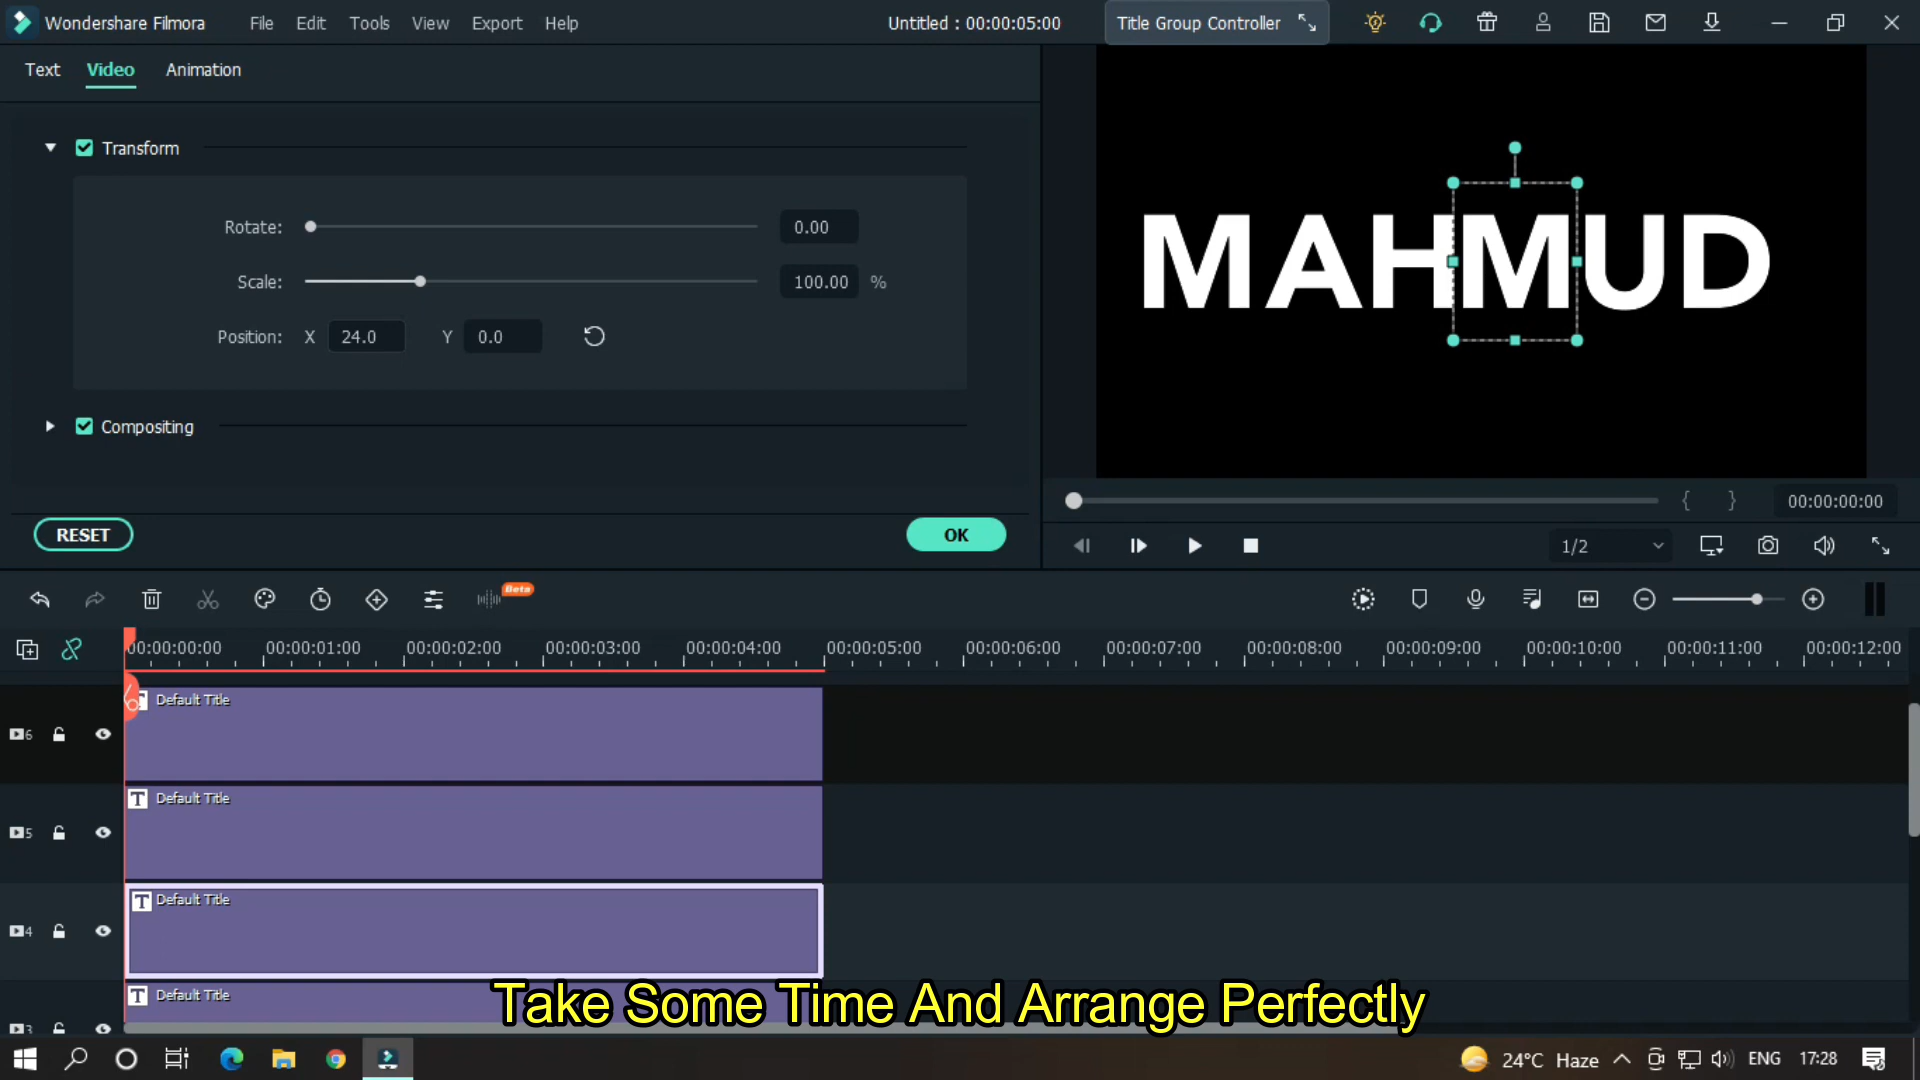 Wondershare Filmora File Edit Tools View Export Help Untitled : 00:00:05:00 Title Group Controller
Text Video Animation
Transform
Rotate: 0.00
Scale: 100.00 %
Position: X 24.0 Y 0.0
Compositing
RESET OK
MAHMUD
{ } 00:00:00:00
1/2
Beta
00:00:00:00 00:00:01:00 00:00:02:00 00:00:03:00 00:00:04:00 00:00:05:00 00:00:06:00 00:00:07:00 00:00:08:00 00:00:09:00 00:00:10:00 00:00:11:00 00:00:12:00
Default Title
6
T Default Title
5
T Default Title
4
T Default Title
3
Take Some Time And Arrange Perfectly
24°C Haze ENG 17:28